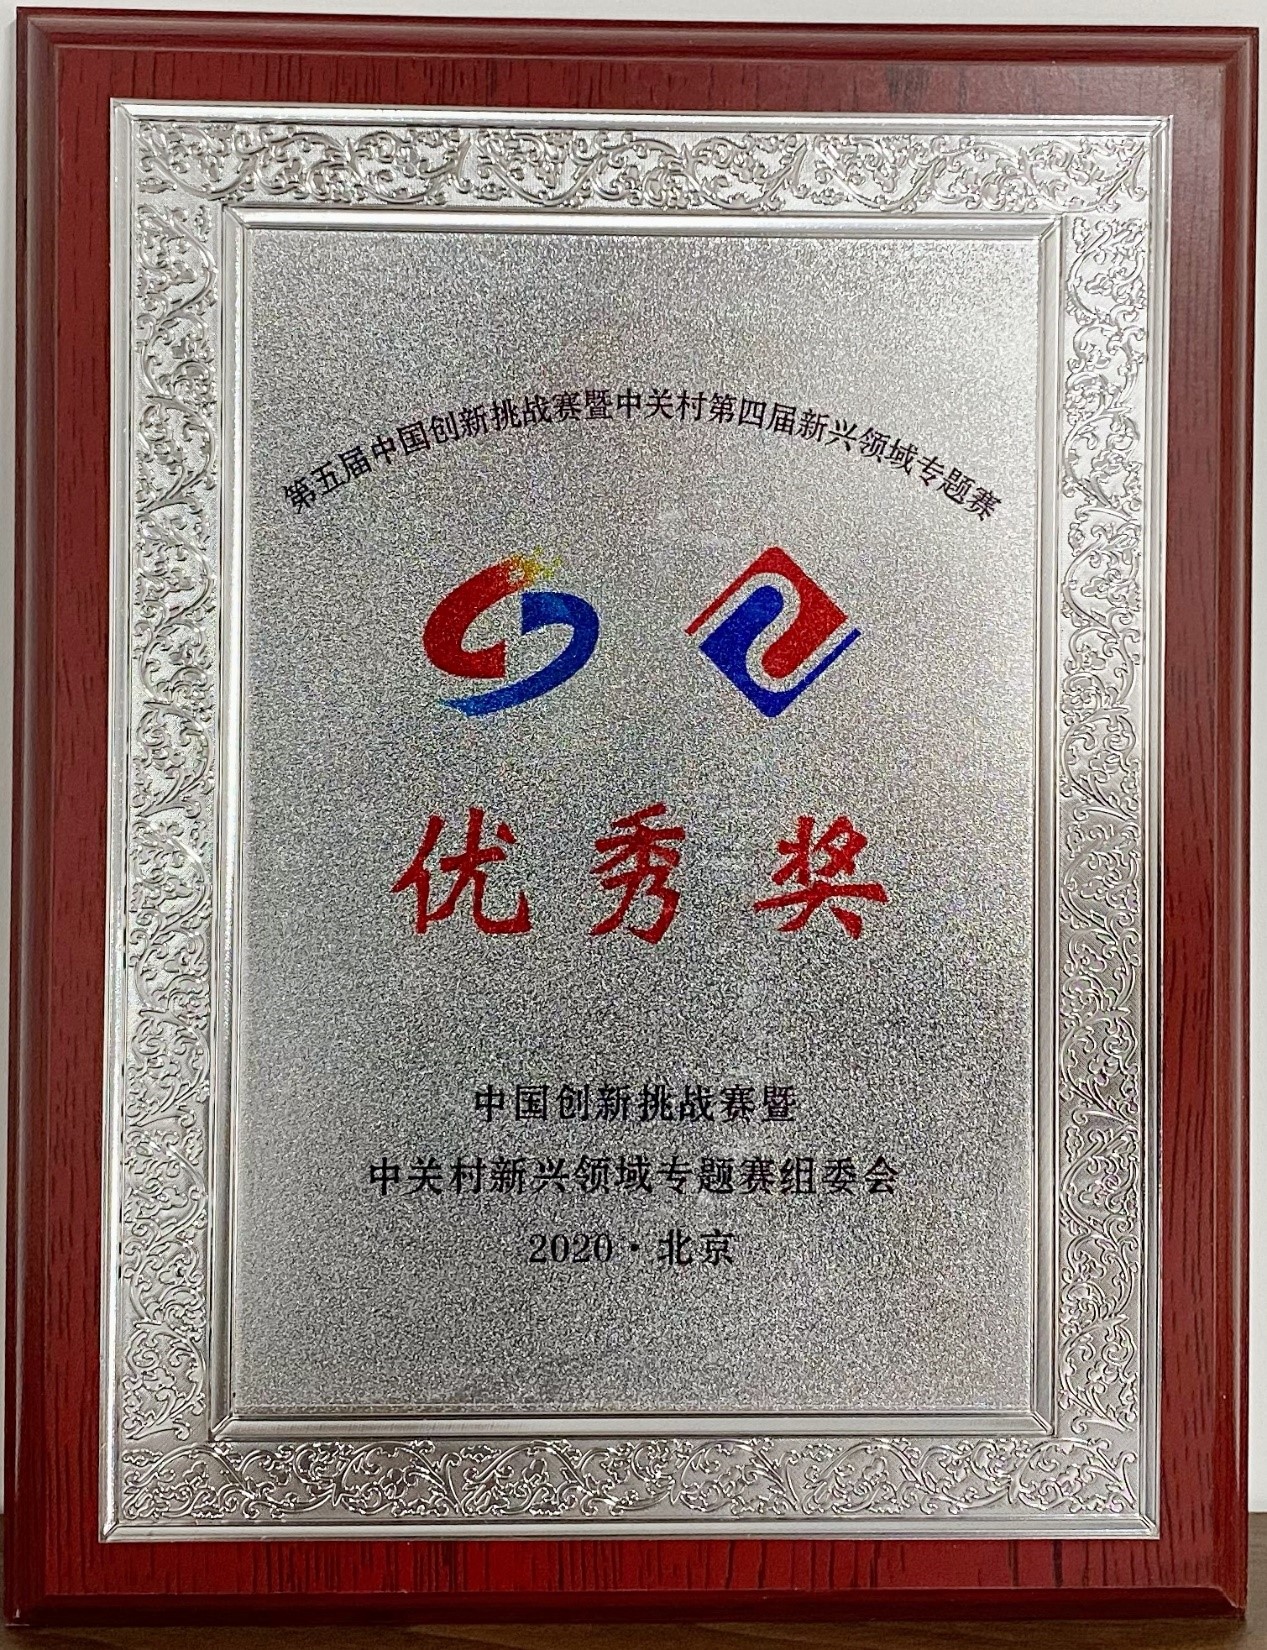 第五届中国创新挑战赛暨中关村第四届新兴领域专题赛
优秀奖
中国创新挑战赛暨
中关村新兴领域专题赛组委会
2020·北京